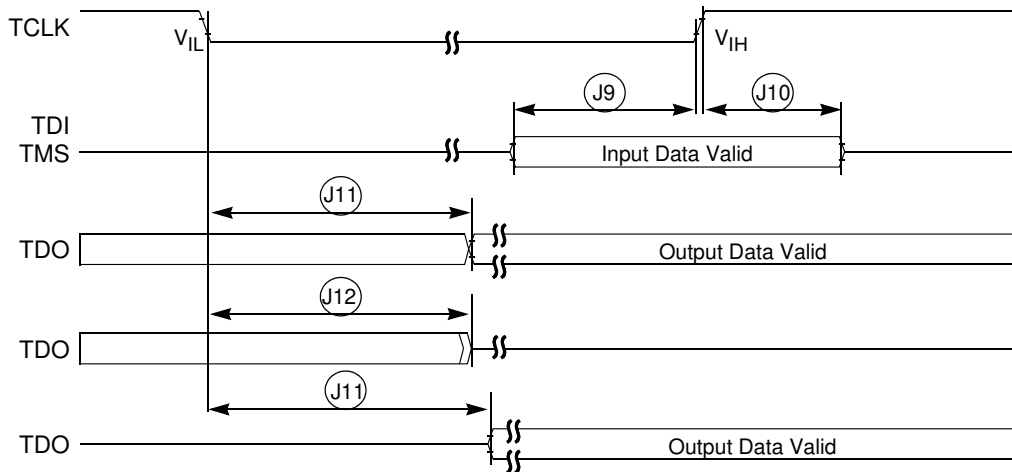 TCLK
VIL
VIH
J9
J10
TDI
TMS
Input Data Valid
J11
TDO
Output Data Valid
J12
TDO
J11
TDO
Output Data Valid